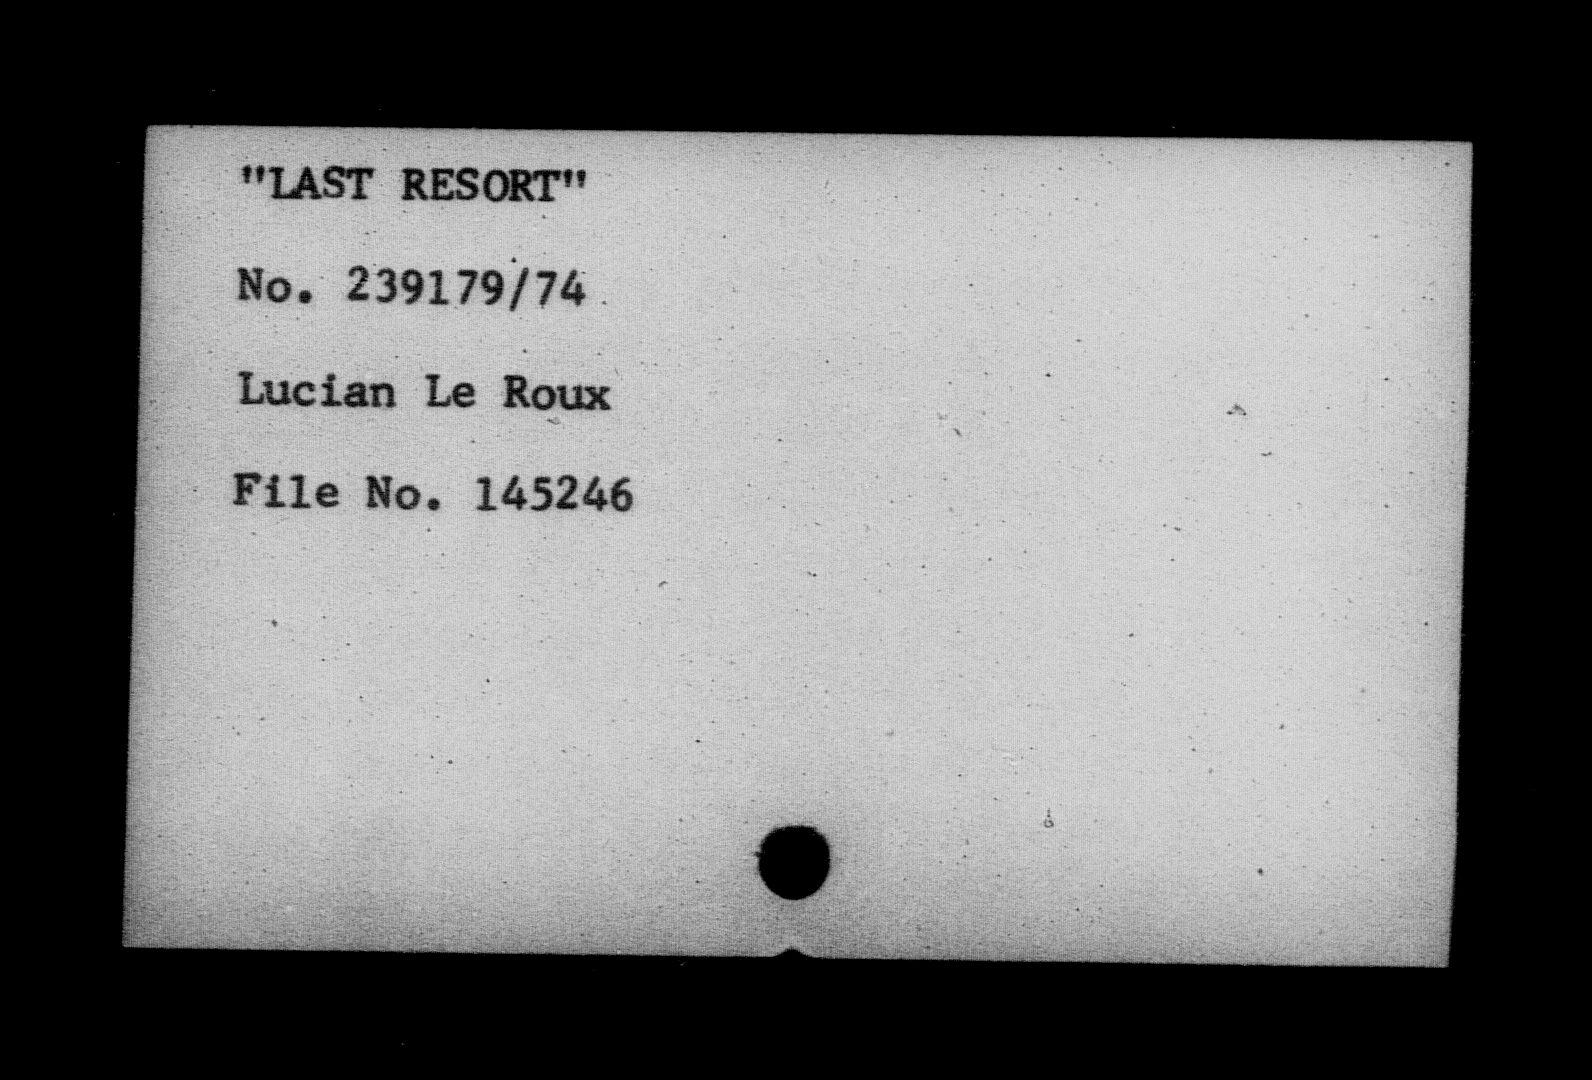 "LAST RESORT"
No. 239179/74
Lucian Le Roux
File No. 145246